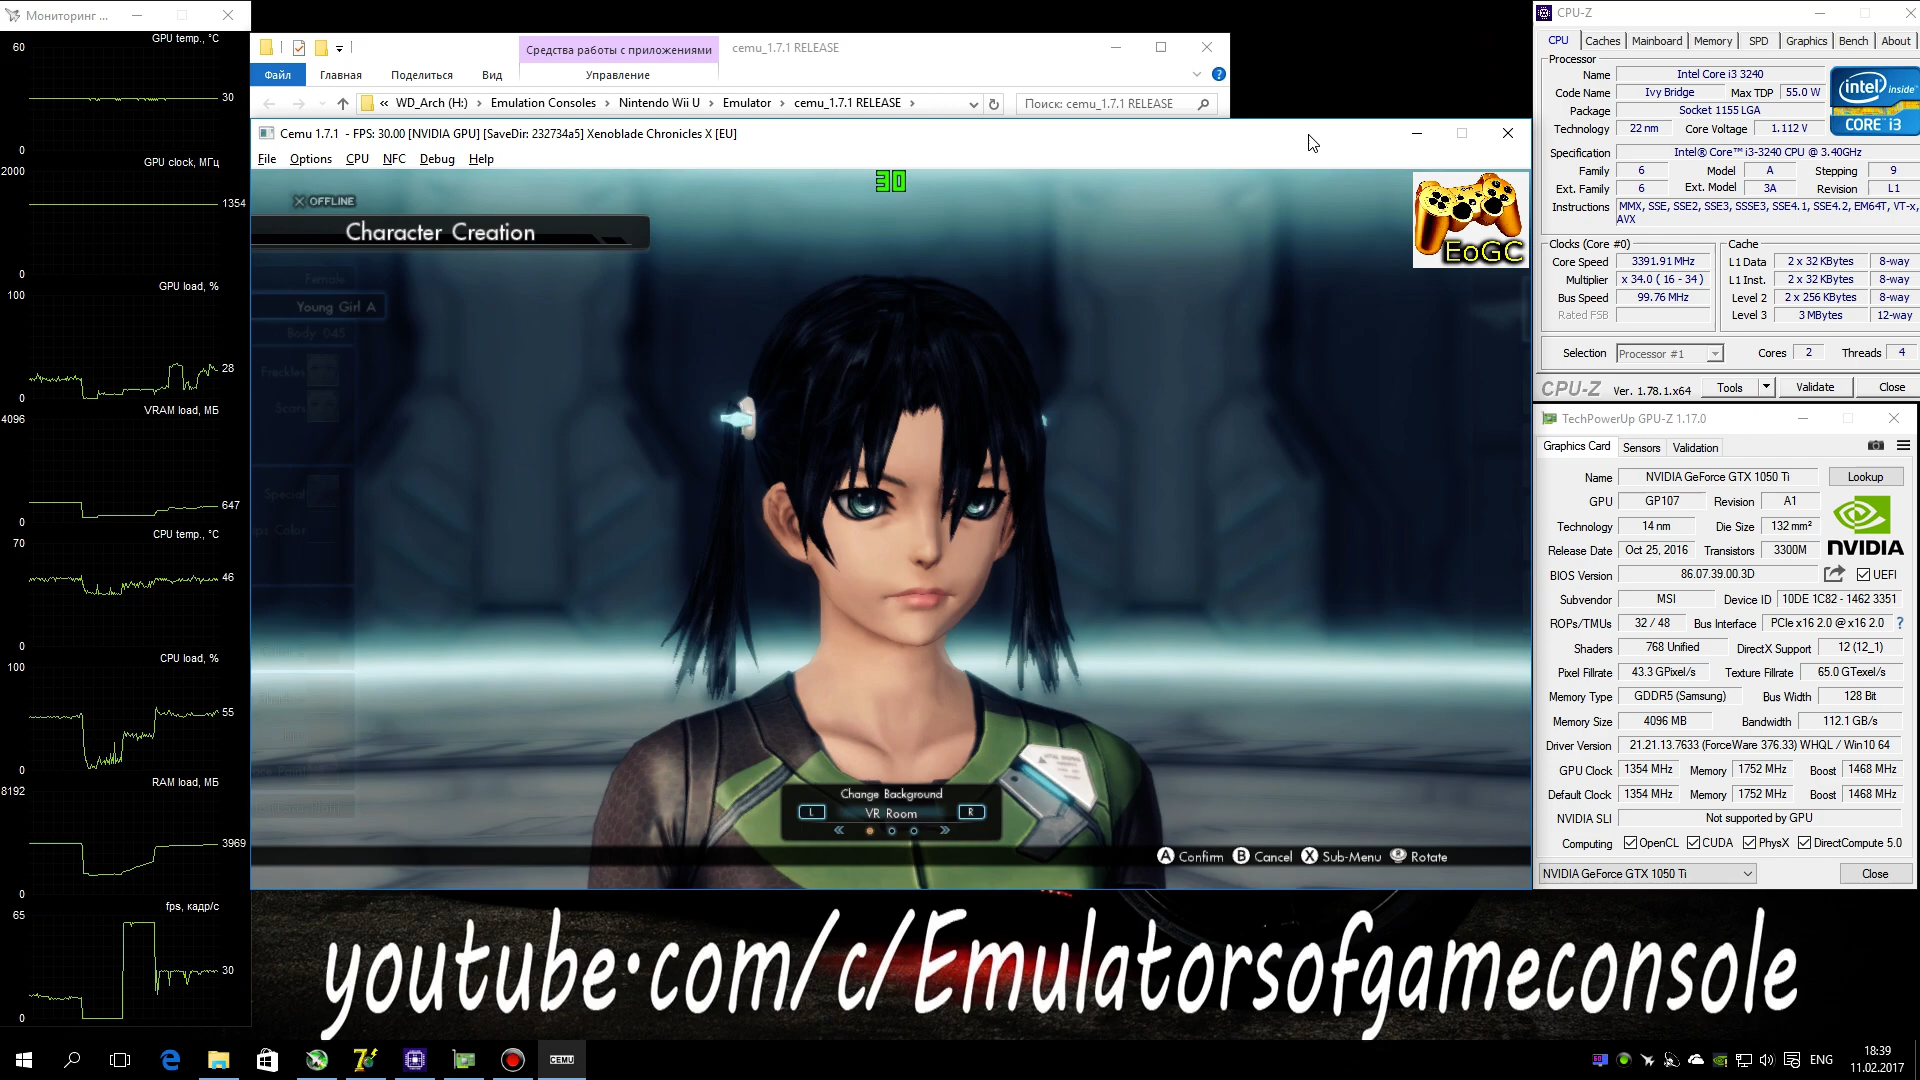 Мониторинг ...
GPU temp., °C
60
30
0
GPU clock, МГц
2000
1354
0
GPU load, %
100
28
0
VRAM load, МБ
4096
647
0
CPU temp., °C
70
46
0
CPU load, %
100
55
0
RAM load, МБ
8192
3969
0
fps, кадр/с
65
30
0
Средства работы с приложениями
cemu_1.7.1 RELEASE
Файл
Главная
Поделиться
Вид
Управление
« WD_Arch (H:) > Emulation Consoles > Nintendo Wii U > Emulator > cemu_1.7.1 RELEASE >
Поиск: cemu_1.7.1 RELEASE
Cemu 1.7.1 - FPS: 30.00 [NVIDIA GPU] [SaveDir: 232734a5] Xenoblade Chronicles X [EU]
File Options CPU NFC Debug Help
30
EoGC
OFFLINE
Character Creation
Female
Young Girl A
Body 045
Freckles
Scars
Special
Color
Change Background
L VR Room R
A Confirm B Cancel X Sub-Menu R Rotate
CPU-Z
CPU Caches Mainboard Memory SPD Graphics Bench About
Processor
Name Intel Core i3 3240
Code Name Ivy Bridge Max TDP 55.0 W
Package Socket 1155 LGA
Technology 22 nm Core Voltage 1.112 V
intel inside™
CORE i3
Specification Intel® Core™ i3-3240 CPU @ 3.40GHz
Family 6 Model A Stepping 9
Ext. Family 6 Ext. Model 3A Revision L1
Instructions MMX, SSE, SSE2, SSE3, SSSE3, SSE4.1, SSE4.2, EM64T, VT-x,
AVX
Clocks (Core #0)
Core Speed 3391.91 MHz
Multiplier x 34.0 ( 16 - 34 )
Bus Speed 99.76 MHz
Rated FSB
Cache
L1 Data 2 x 32 KBytes 8-way
L1 Inst. 2 x 32 KBytes 8-way
Level 2 2 x 256 KBytes 8-way
Level 3 3 MBytes 12-way
Selection Processor #1 Cores 2 Threads 4
CPU-Z Ver. 1.78.1.x64 Tools Validate Close
TechPowerUp GPU-Z 1.17.0
Graphics Card Sensors Validation
Name NVIDIA GeForce GTX 1050 Ti Lookup
GPU GP107 Revision A1
Technology 14 nm Die Size 132 mm²
Release Date Oct 25, 2016 Transistors 3300M
NVIDIA
BIOS Version 86.07.39.00.3D UEFI
Subvendor MSI Device ID 10DE 1C82 - 1462 3351
ROPs/TMUs 32 / 48 Bus Interface PCIe x16 2.0 @ x16 2.0 ?
Shaders 768 Unified DirectX Support 12 (12_1)
Pixel Fillrate 43.3 GPixel/s Texture Fillrate 65.0 GTexel/s
Memory Type GDDR5 (Samsung) Bus Width 128 Bit
Memory Size 4096 MB Bandwidth 112.1 GB/s
Driver Version 21.21.13.7633 (ForceWare 376.33) WHQL / Win10 64
GPU Clock 1354 MHz Memory 1752 MHz Boost 1468 MHz
Default Clock 1354 MHz Memory 1752 MHz Boost 1468 MHz
NVIDIA SLI Not supported by GPU
Computing OpenCL CUDA PhysX DirectCompute 5.0
NVIDIA GeForce GTX 1050 Ti Close
youtube.com/c/Emulatorsofgameconsole
CEMU
ENG
18:39
11.02.2017